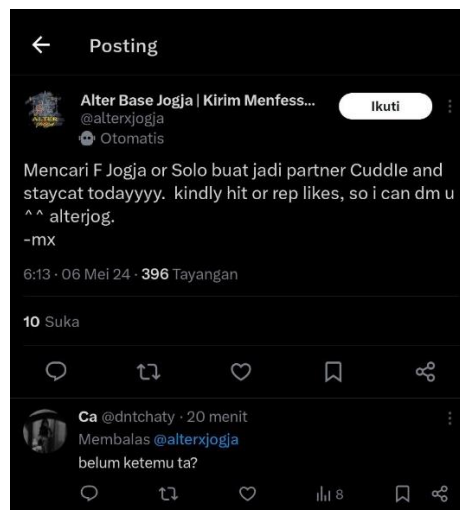 Posting
Alter Base Jogja | Kirim Menfess...
Ikuti
@alterxjogja
Otomatis
Mencari F Jogja or Solo buat jadi partner Cuddle and
staycat todayyyy. kindly hit or rep likes, so i can dm u
^^ alterjog.
-mx
6:13 · 06 Mei 24 · 396 Tayangan
10 Suka
Ca @dntchaty · 20 menit
Membalas @alterxjogja
belum ketemu ta?
8